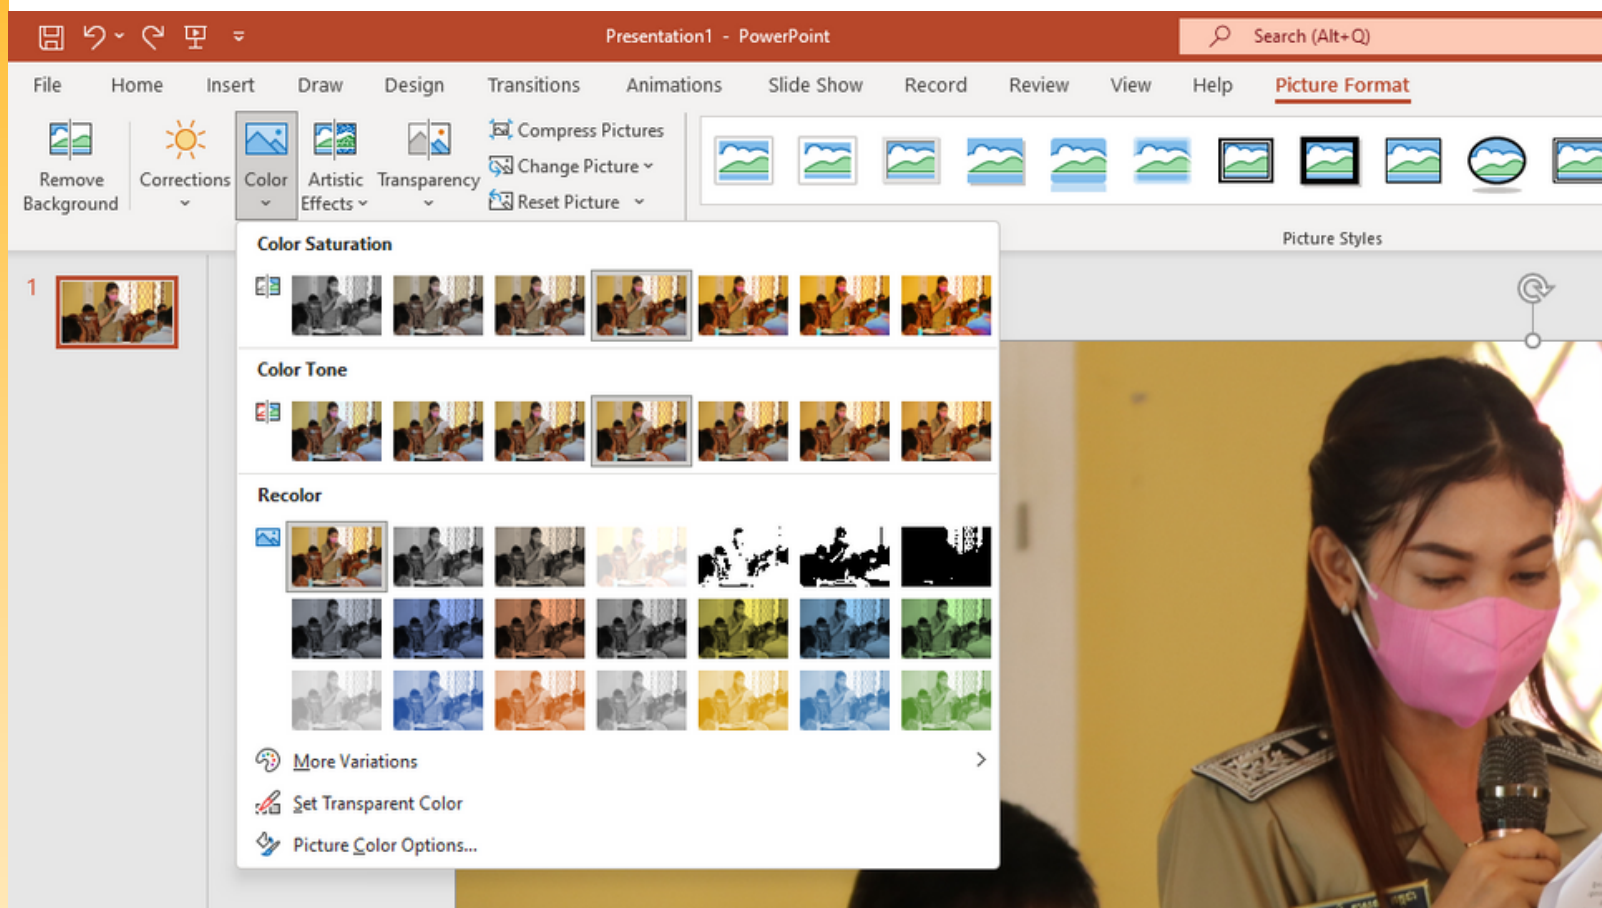 Presentation1 - PowerPoint
Search (Alt+Q)
File Home Insert Draw Design Transitions Animations Slide Show Record Review View Help Picture Format
Remove Background
Corrections
Color
Artistic Effects
Transparency
Compress Pictures
Change Picture
Reset Picture
Picture Styles
1
Color Saturation
Color Tone
Recolor
More Variations
Set Transparent Color
Picture Color Options...